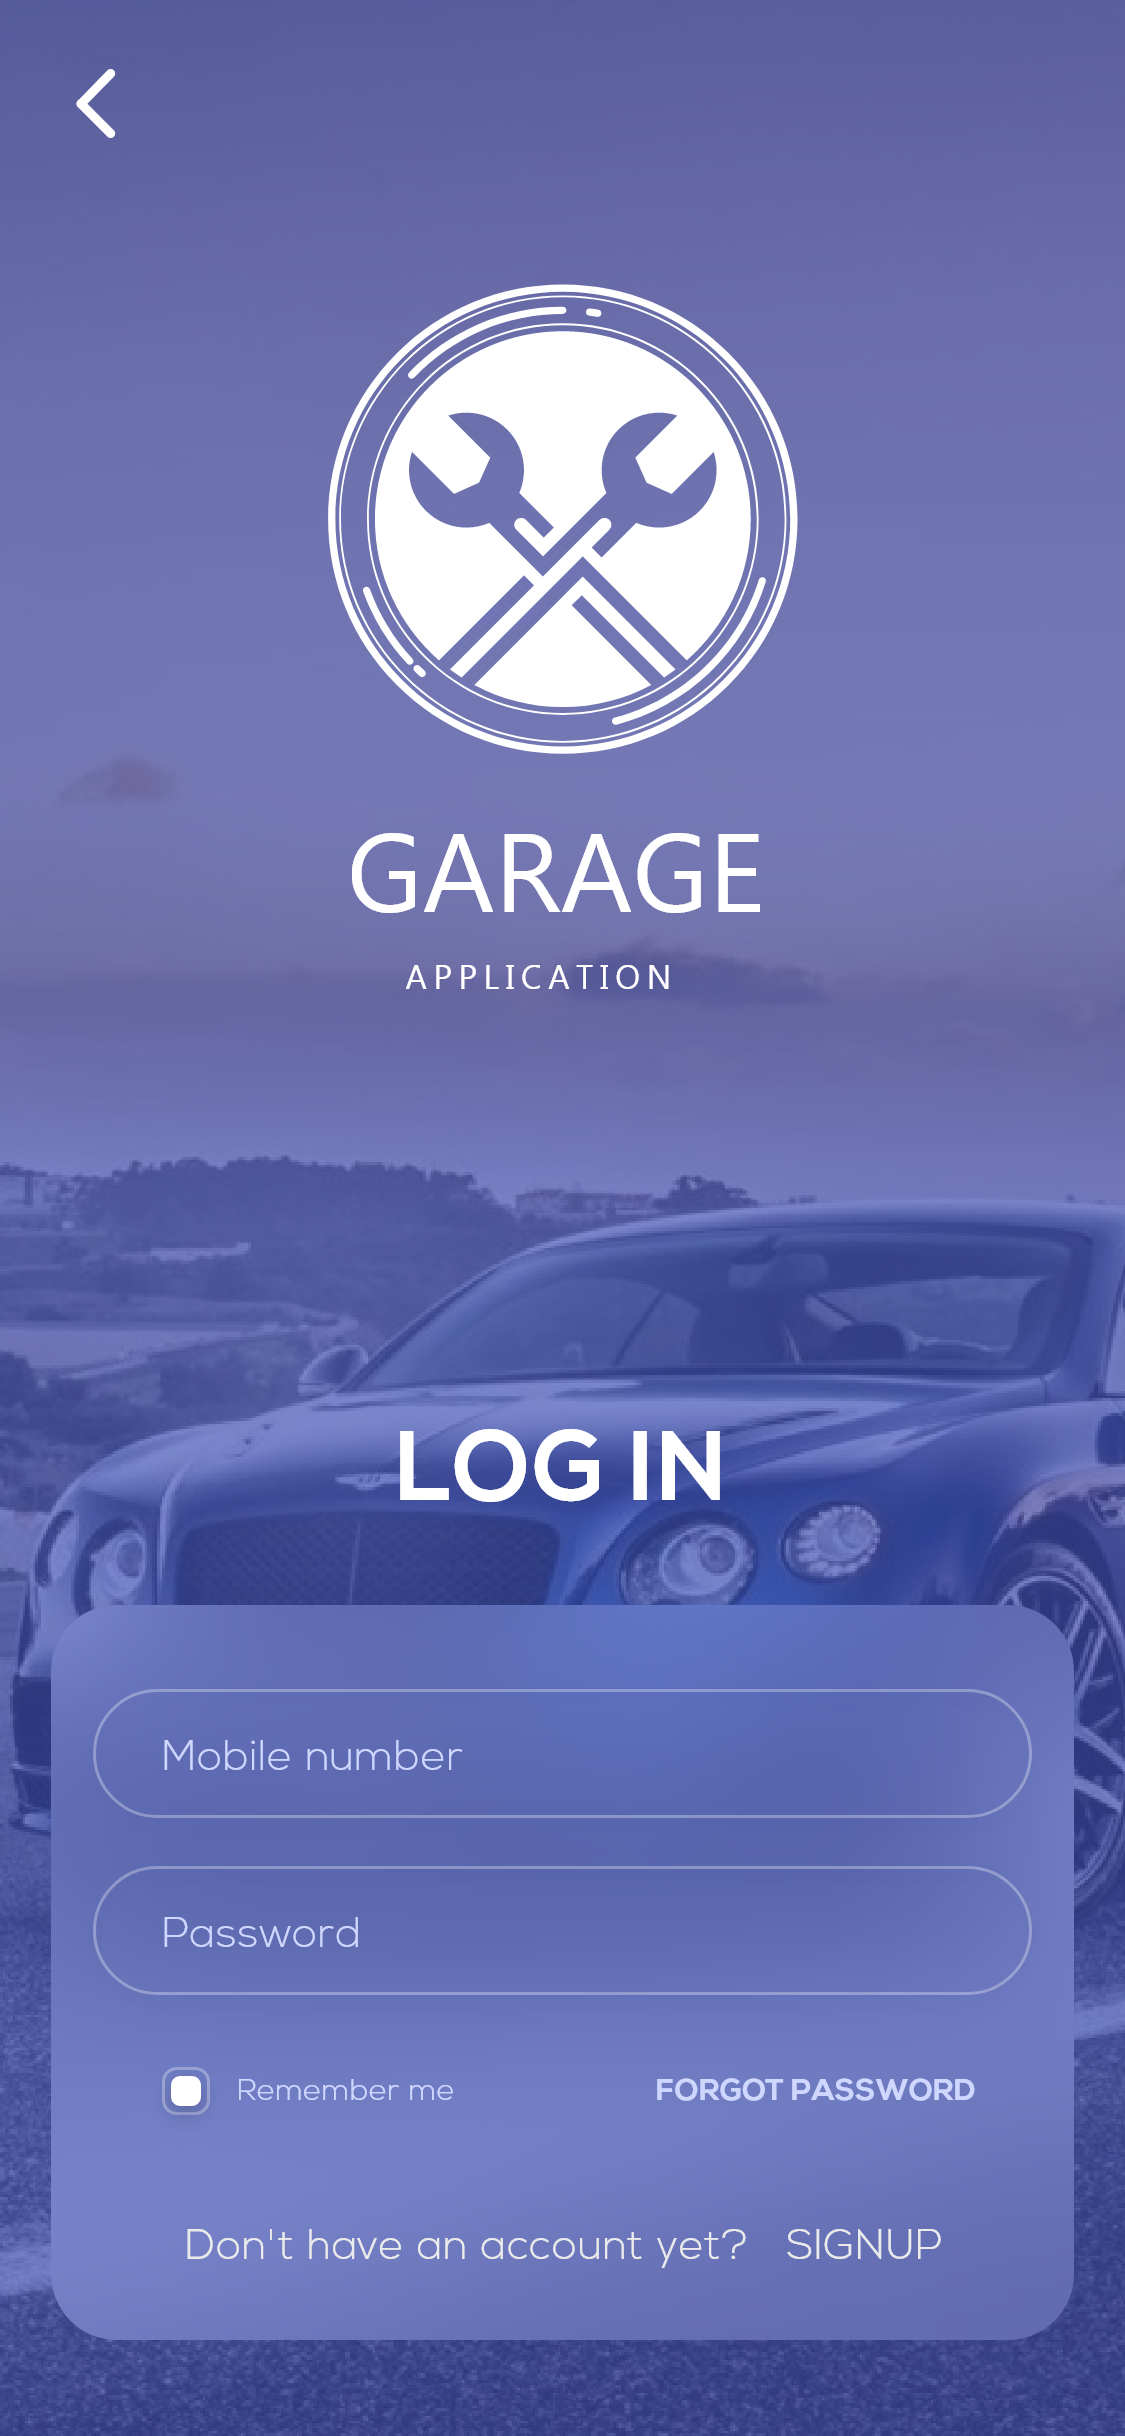 GARAGE
APPLICATION
LOG IN
Mobile number
Password
Remember me FORGOT PASSWORD
Don't have an account yet? SIGNUP